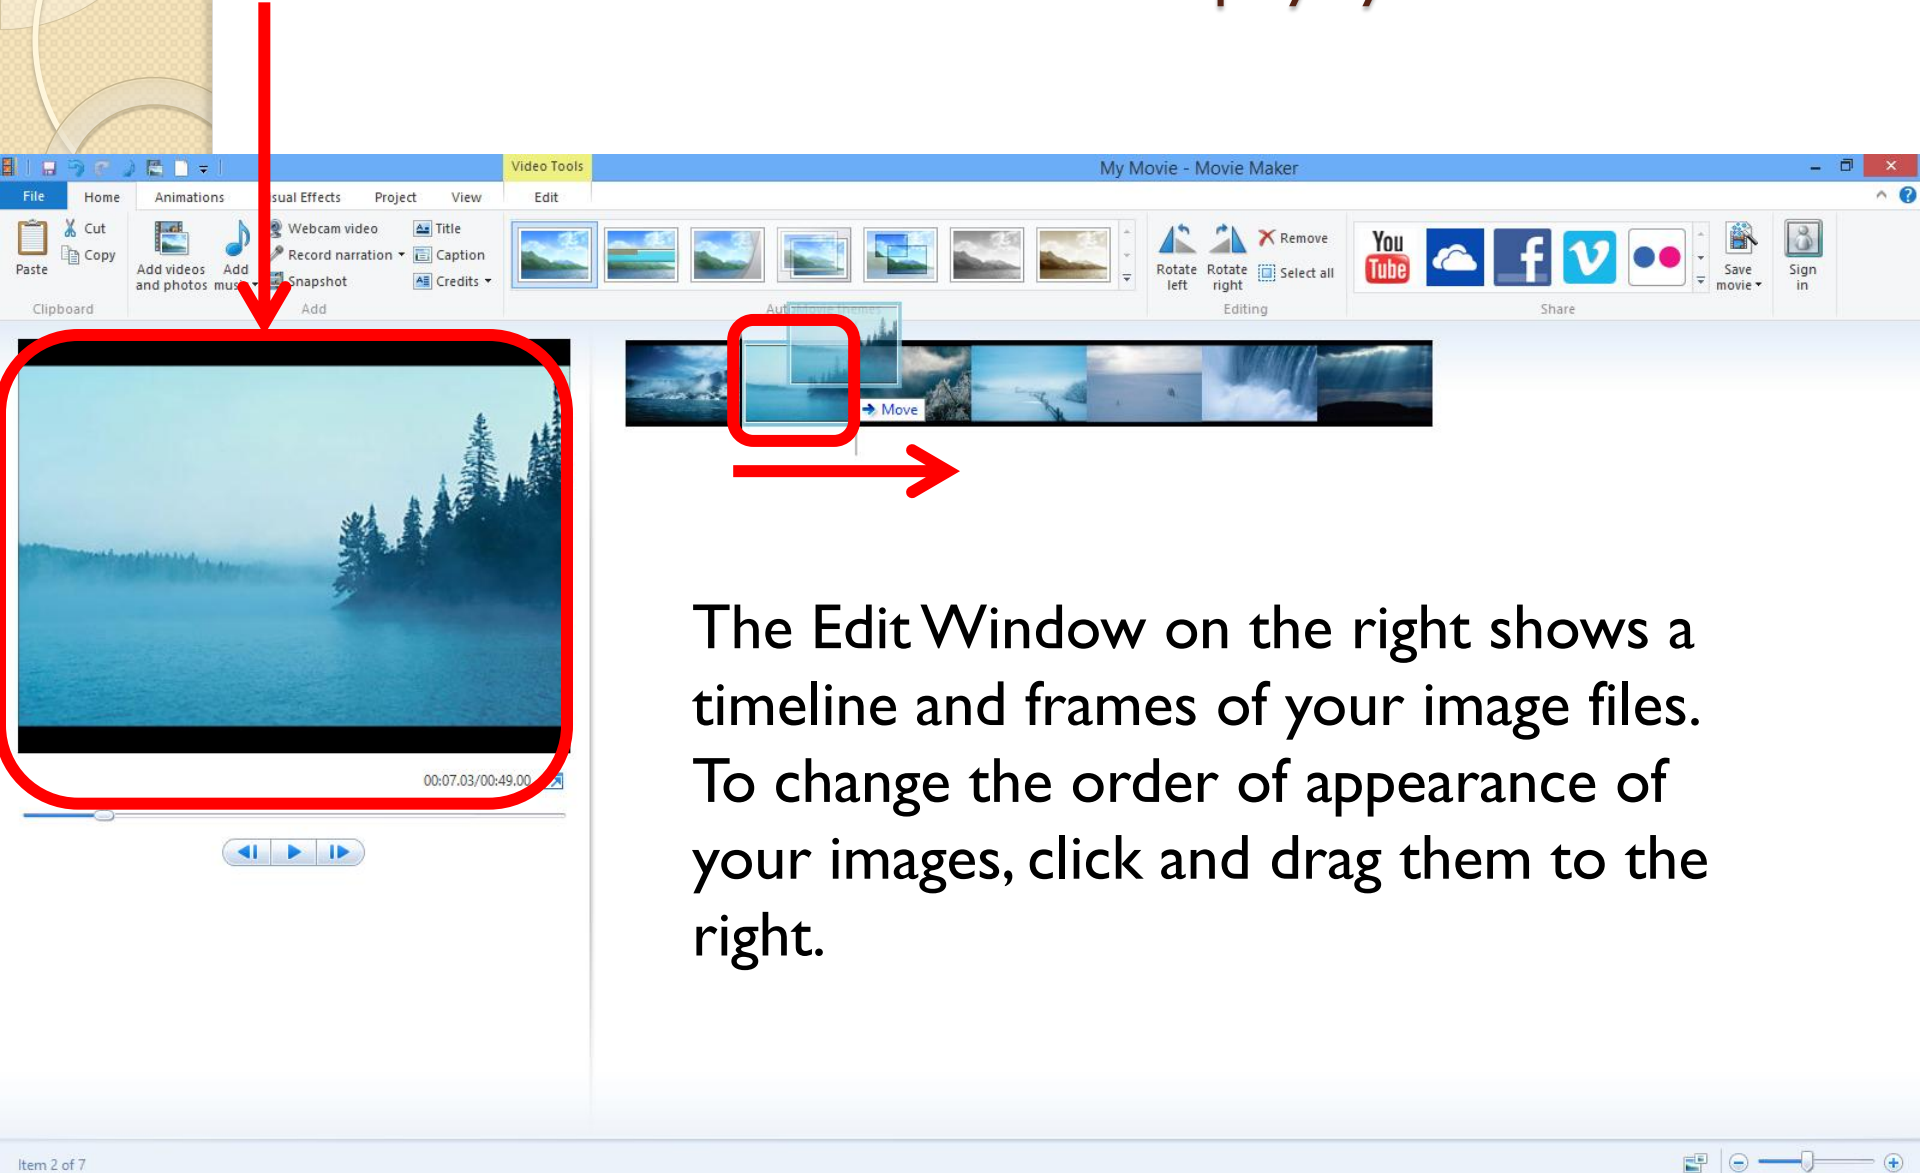 Video Tools
My Movie - Movie Maker
File Home Animations Effects Project View Edit
Cut
Copy
Paste
Clipboard
Add videos and photos
Add
Webcam video
Record narration
Snapshot
Title
Caption
Credits
Add
Rotate left
Rotate right
Remove
Select all
Editing
You
Tube
Share
Save movie
Sign in
Move
00:07.03/00:49.00
The Edit Window on the right shows a
timeline and frames of your image files.
To change the order of appearance of
your images, click and drag them to the
right.
Item 2 of 7